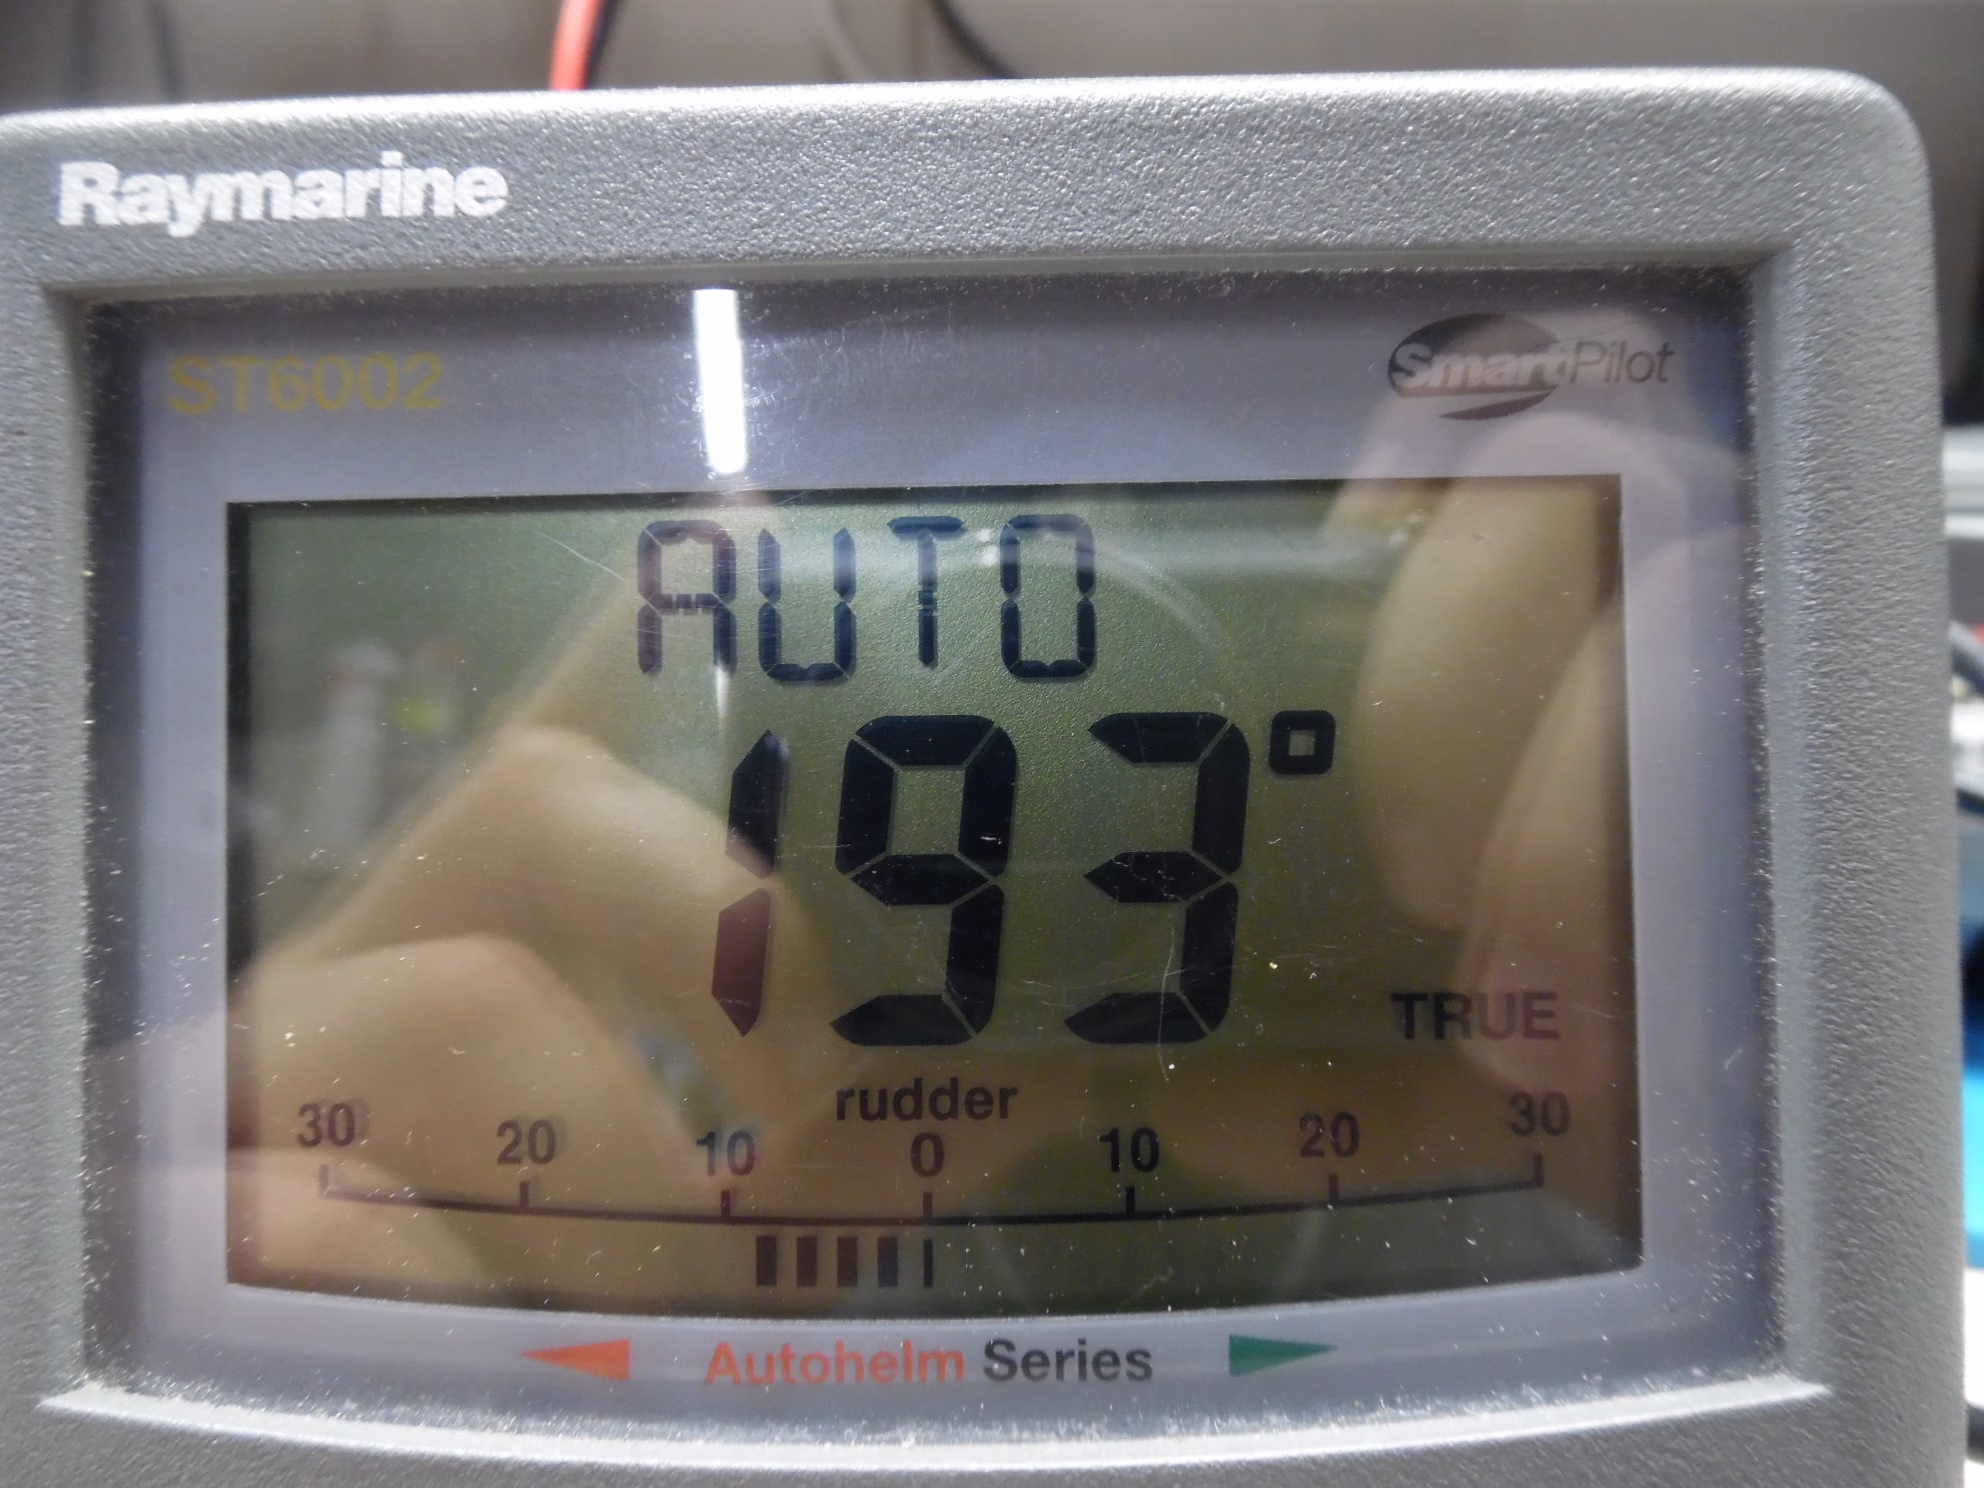 Raymarine
ST6002
SmartPilot
AUTO
193°
TRUE
rudder
30 20 10 0 10 20 30
Autohelm Series